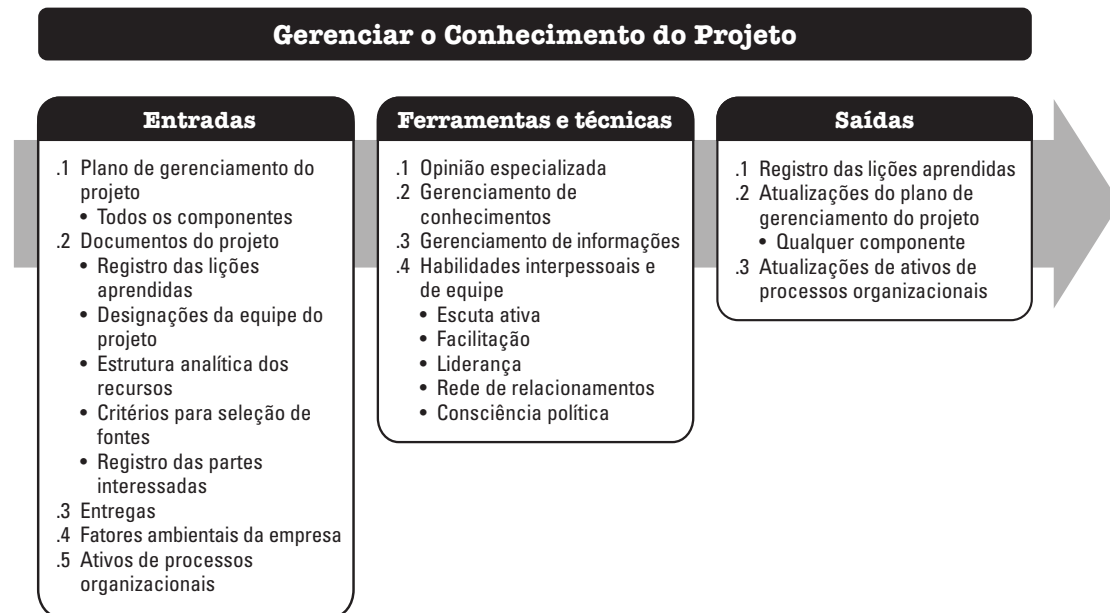 Gerenciar o Conhecimento do Projeto
Entradas
.1 Plano de gerenciamento do
projeto
• Todos os componentes
.2 Documentos do projeto
• Registro das lições
aprendidas
• Designações da equipe do
projeto
• Estrutura analítica dos
recursos
• Critérios para seleção de
fontes
• Registro das partes
interessadas
.3 Entregas
.4 Fatores ambientais da empresa
.5 Ativos de processos
organizacionais
Ferramentas e técnicas
.1 Opinião especializada
.2 Gerenciamento de
conhecimentos
.3 Gerenciamento de informações
.4 Habilidades interpessoais e
de equipe
• Escuta ativa
• Facilitação
• Liderança
• Rede de relacionamentos
• Consciência política
Saídas
.1 Registro das lições aprendidas
.2 Atualizações do plano de
gerenciamento do projeto
• Qualquer componente
.3 Atualizações de ativos de
processos organizacionais